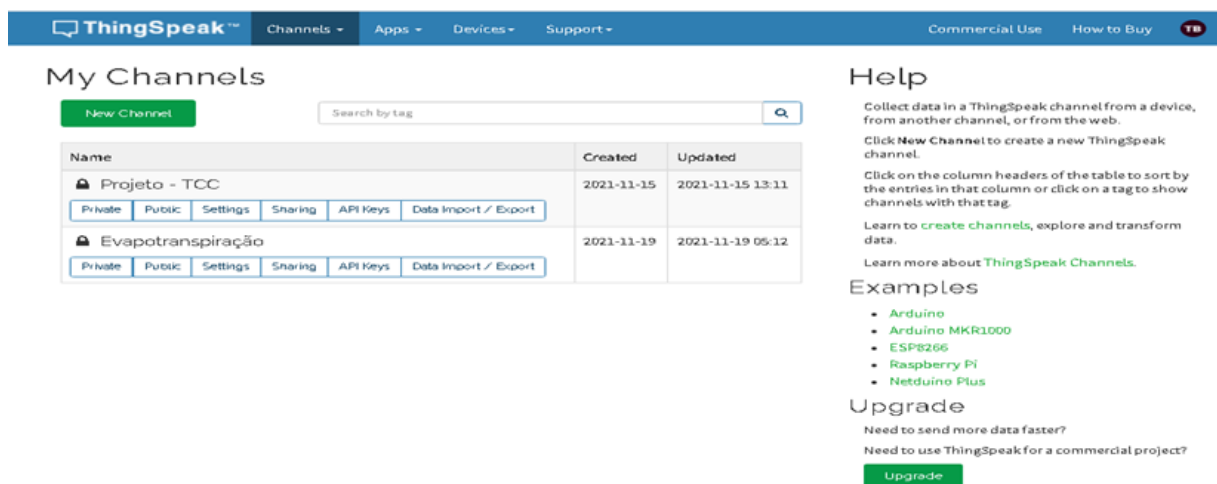 ThingSpeak™ Channels Apps Devices Support Commercial Use How to Buy TB
My Channels
New Channel Search by tag
Name Created Updated
Projeto - TCC 2021-11-15 2021-11-15 13:11
Private Public Settings Sharing API Keys Data Import / Export
Evapotranspiração 2021-11-19 2021-11-19 05:12
Private Public Settings Sharing API Keys Data Import / Export
Help
Collect data in a ThingSpeak channel from a device,
from another channel, or from the web.
Click New Channel to create a new ThingSpeak
channel.
Click on the column headers of the table to sort by
the entries in that column or click on a tag to show
channels with that tag.
Learn to create channels, explore and transform
data.
Learn more about ThingSpeak Channels.
Examples
• Arduino
• Arduino MKR1000
• ESP8266
• Raspberry Pi
• Netduino Plus
Upgrade
Need to send more data faster?
Need to use ThingSpeak for a commercial project?
Upgrade